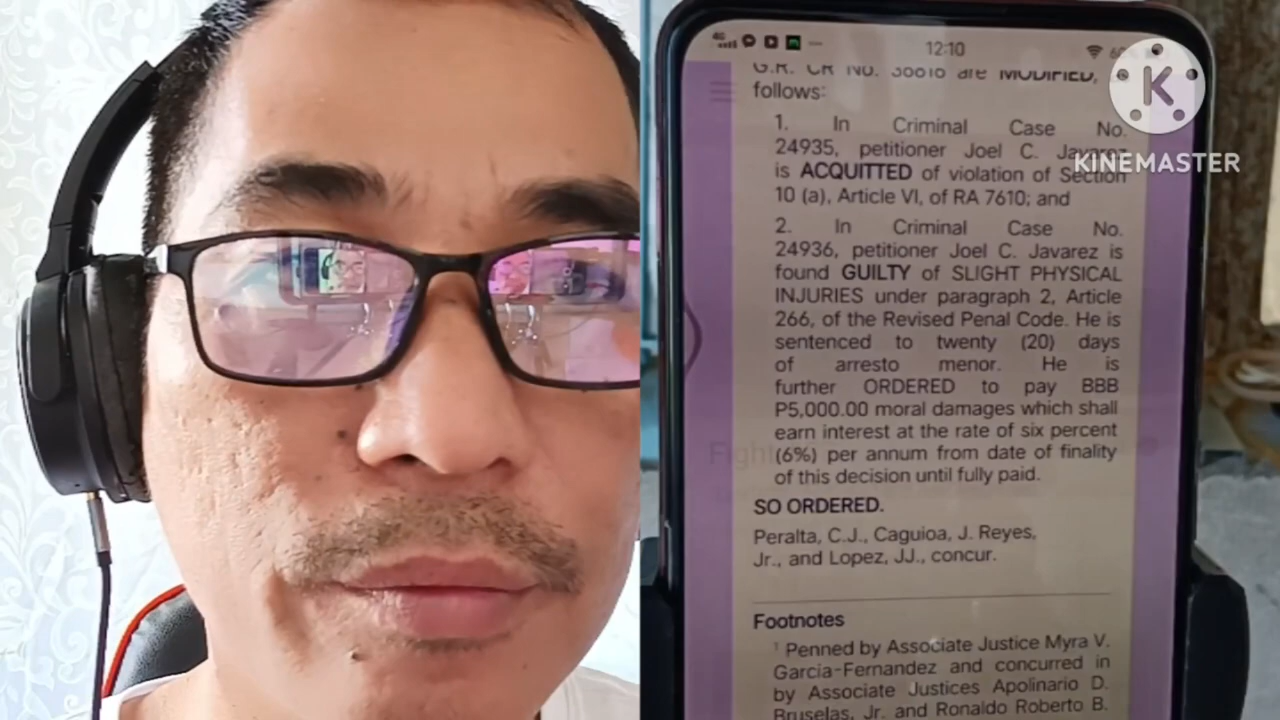 12:10
G.R. CR No. 38616 are MODIFIED,
follows:
1. In Criminal Case No.
24935, petitioner Joel C. Javarez
is ACQUITTED of violation of Section
10 (a), Article VI, of RA 7610; and
2. In Criminal Case No.
24936, petitioner Joel C. Javarez is
found GUILTY of SLIGHT PHYSICAL
INJURIES under paragraph 2, Article
266, of the Revised Penal Code. He is
sentenced to twenty (20) days
of arresto menor. He is
further ORDERED to pay BBB
P5,000.00 moral damages which shall
earn interest at the rate of six percent
(6%) per annum from date of finality
of this decision until fully paid.
SO ORDERED.
Peralta, C.J., Caguioa, J. Reyes,
Jr., and Lopez, JJ., concur.
Footnotes
1 Penned by Associate Justice Myra V.
Garcia-Fernandez and concurred in
by Associate Justices Apolinario D.
Bruselas, Jr. and Ronaldo Roberto B.
K
KINEMASTER